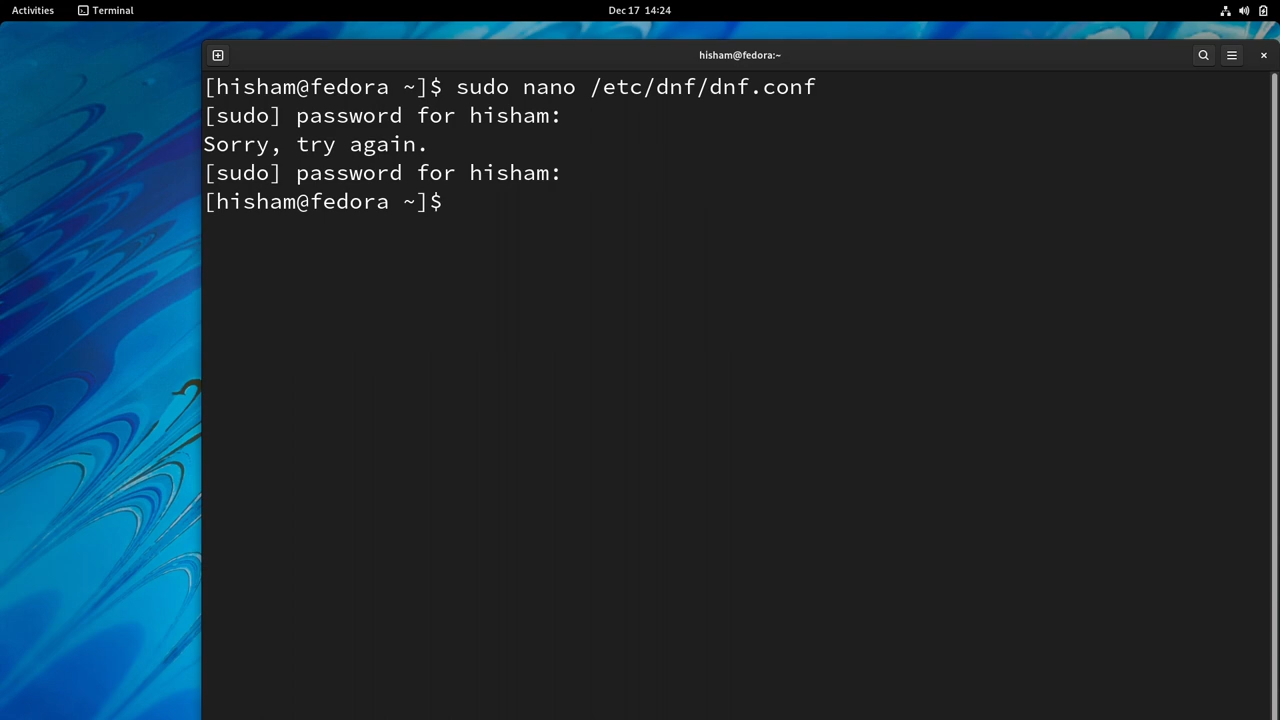 Activities Terminal Dec 17 14:24
hisham@fedora:~
[hisham@fedora ~]$ sudo nano /etc/dnf/dnf.conf
[sudo] password for hisham:
Sorry, try again.
[sudo] password for hisham:
[hisham@fedora ~]$